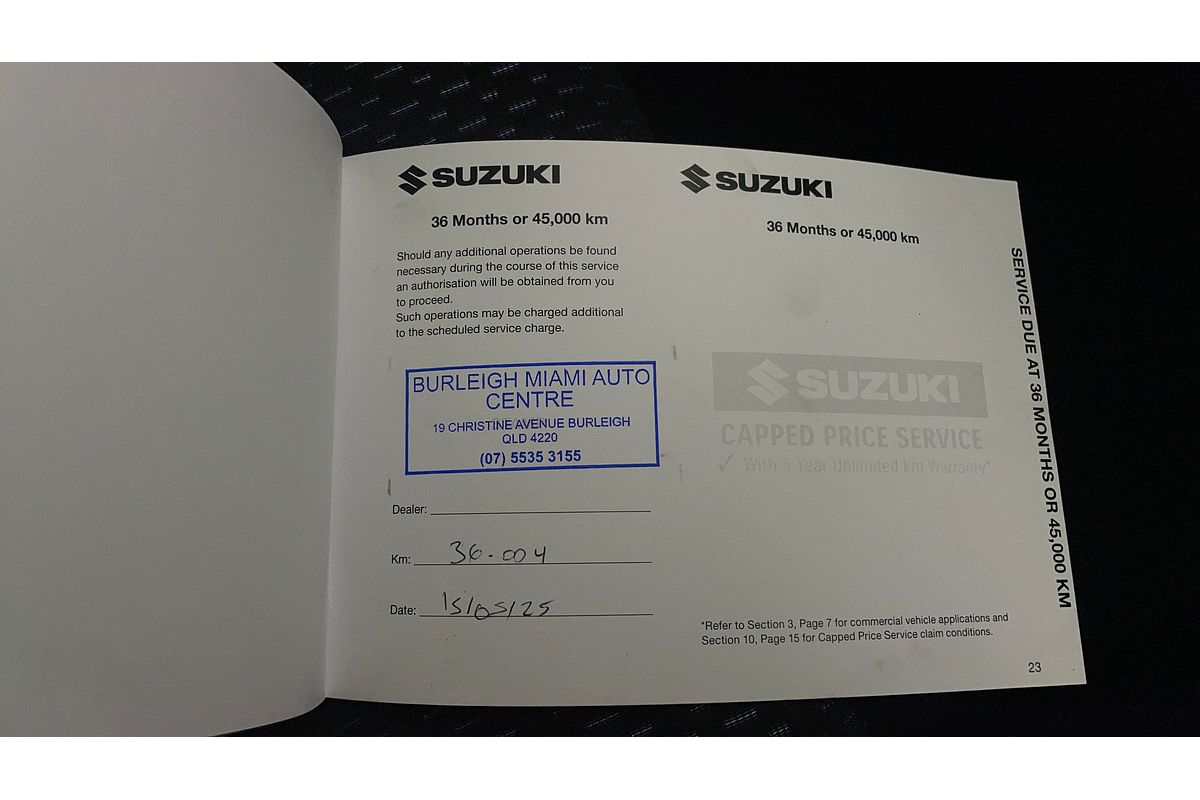 SUZUKI
36 Months or 45,000 km
Should any additional operations be found
necessary during the course of this service
an authorisation will be obtained from you
to proceed.
Such operations may be charged additional
to the scheduled service charge.
BURLEIGH MIAMI AUTO
CENTRE
19 CHRISTINE AVENUE BURLEIGH
QLD 4220
(07) 5535 3155
Dealer:
Km: 36-004
Date: 15/05/25
SUZUKI
36 Months or 45,000 km
SUZUKI
CAPPED PRICE SERVICE
✓ With 5 Year Unlimited km Warranty*
*Refer to Section 3, Page 7 for commercial vehicle applications and
Section 10, Page 15 for Capped Price Service claim conditions.
23
SERVICE DUE AT 36 MONTHS OR 45,000 KM